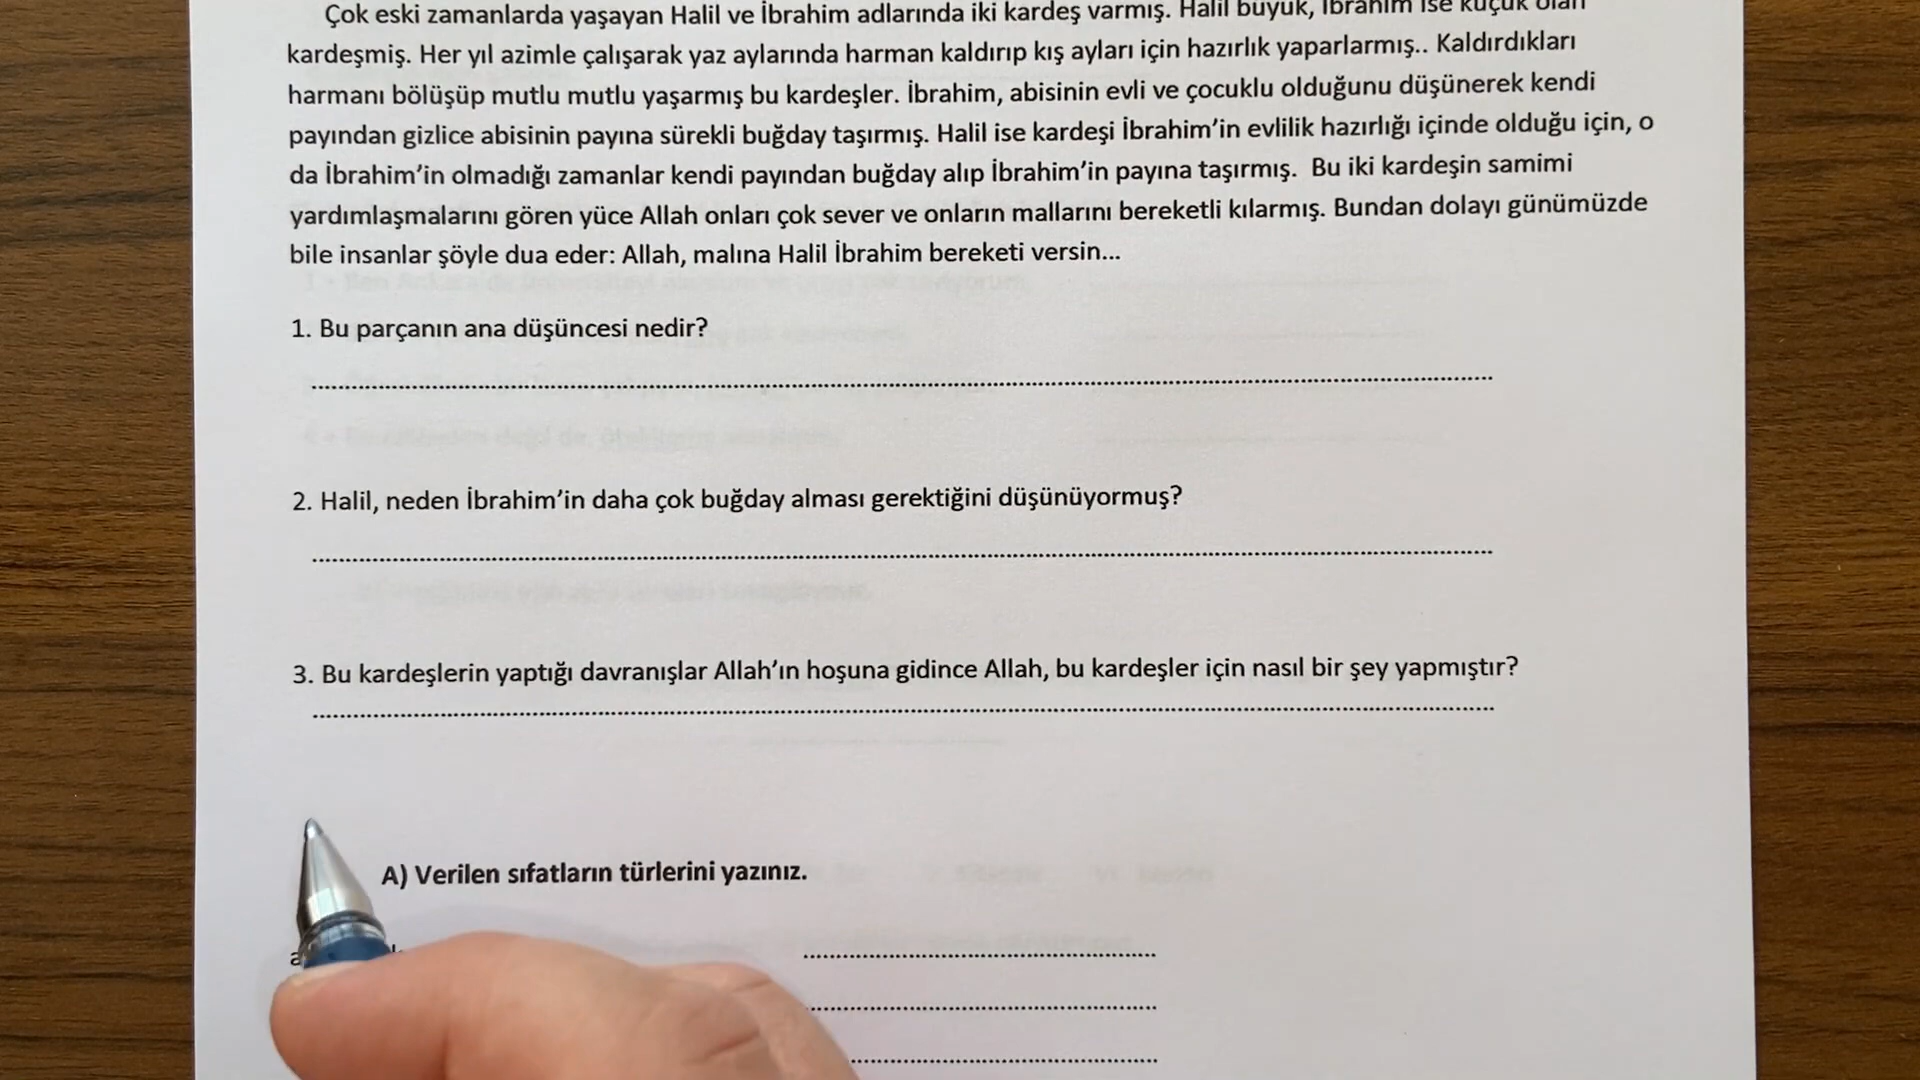 Çok eski zamanlarda yaşayan Halil ve İbrahim adlarında iki kardeş varmış. Halil büyük, İbrahim ise küçük olan
kardeşmiş. Her yıl azimle çalışarak yaz aylarında harman kaldırıp kış ayları için hazırlık yaparlarmış.. Kaldırdıkları
harmanı bölüşüp mutlu mutlu yaşarmış bu kardeşler. İbrahim, abisinin evli ve çocuklu olduğunu düşünerek kendi
payından gizlice abisinin payına sürekli buğday taşırmış. Halil ise kardeşi İbrahim’in evlilik hazırlığı içinde olduğu için, o
da İbrahim’in olmadığı zamanlar kendi payından buğday alıp İbrahim’in payına taşırmış. Bu iki kardeşin samimi
yardımlaşmalarını gören yüce Allah onları çok sever ve onların mallarını bereketli kılarmış. Bundan dolayı günümüzde
bile insanlar şöyle dua eder: Allah, malına Halil İbrahim bereketi versin...
1. Bu parçanın ana düşüncesi nedir?
2. Halil, neden İbrahim’in daha çok buğday alması gerektiğini düşünüyormuş?
3. Bu kardeşlerin yaptığı davranışlar Allah’ın hoşuna gidince Allah, bu kardeşler için nasıl bir şey yapmıştır?
A) Verilen sıfatların türlerini yazınız.